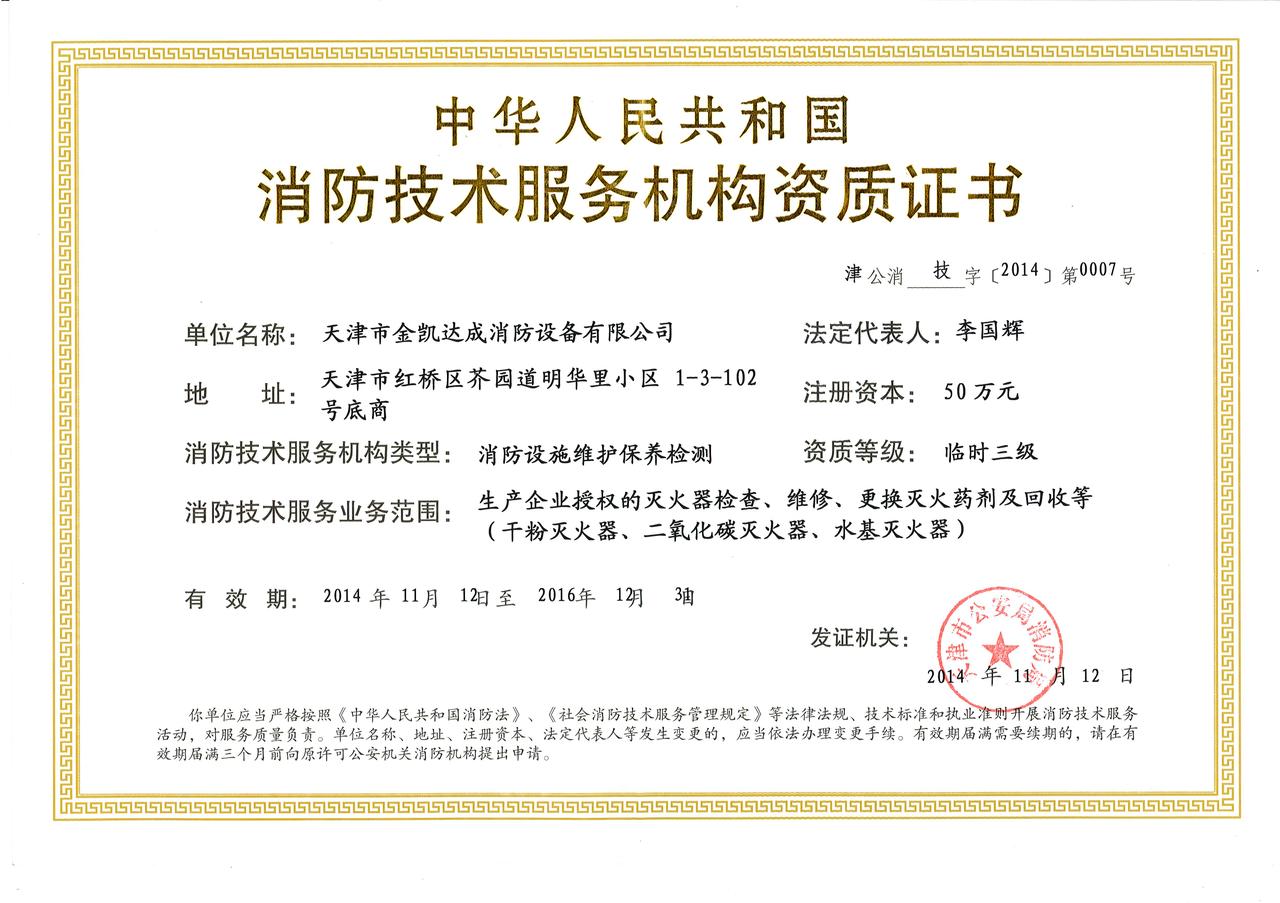 中华人民共和国
消防技术服务机构资质证书
津公消 技 字〔2014〕第0007号
单位名称: 天津市金凯达成消防设备有限公司 法定代表人: 李国辉
地 址: 天津市红桥区芥园道明华里小区 1-3-102
号底商
注册资本: 50万元
消防技术服务机构类型: 消防设施维护保养检测 资质等级: 临时三级
消防技术服务业务范围: 生产企业授权的灭火器检查、维修、更换灭火药剂及回收等
(干粉灭火器、二氧化碳灭火器、水基灭火器)
有 效 期: 2014 年 11月 12日 至 2016年 12月 31日
发证机关:
天津市公安局消防局
2014 年 11 月 12 日
你单位应当严格按照《中华人民共和国消防法》、《社会消防技术服务管理规定》等法律法规、技术标准和执业准则开展消防技术服务
活动，对服务质量负责。单位名称、地址、注册资本、法定代表人等发生变更的，应当依法办理变更手续。有效期届满需要续期的，请在有
效期届满三个月前向原许可公安机关消防机构提出申请。